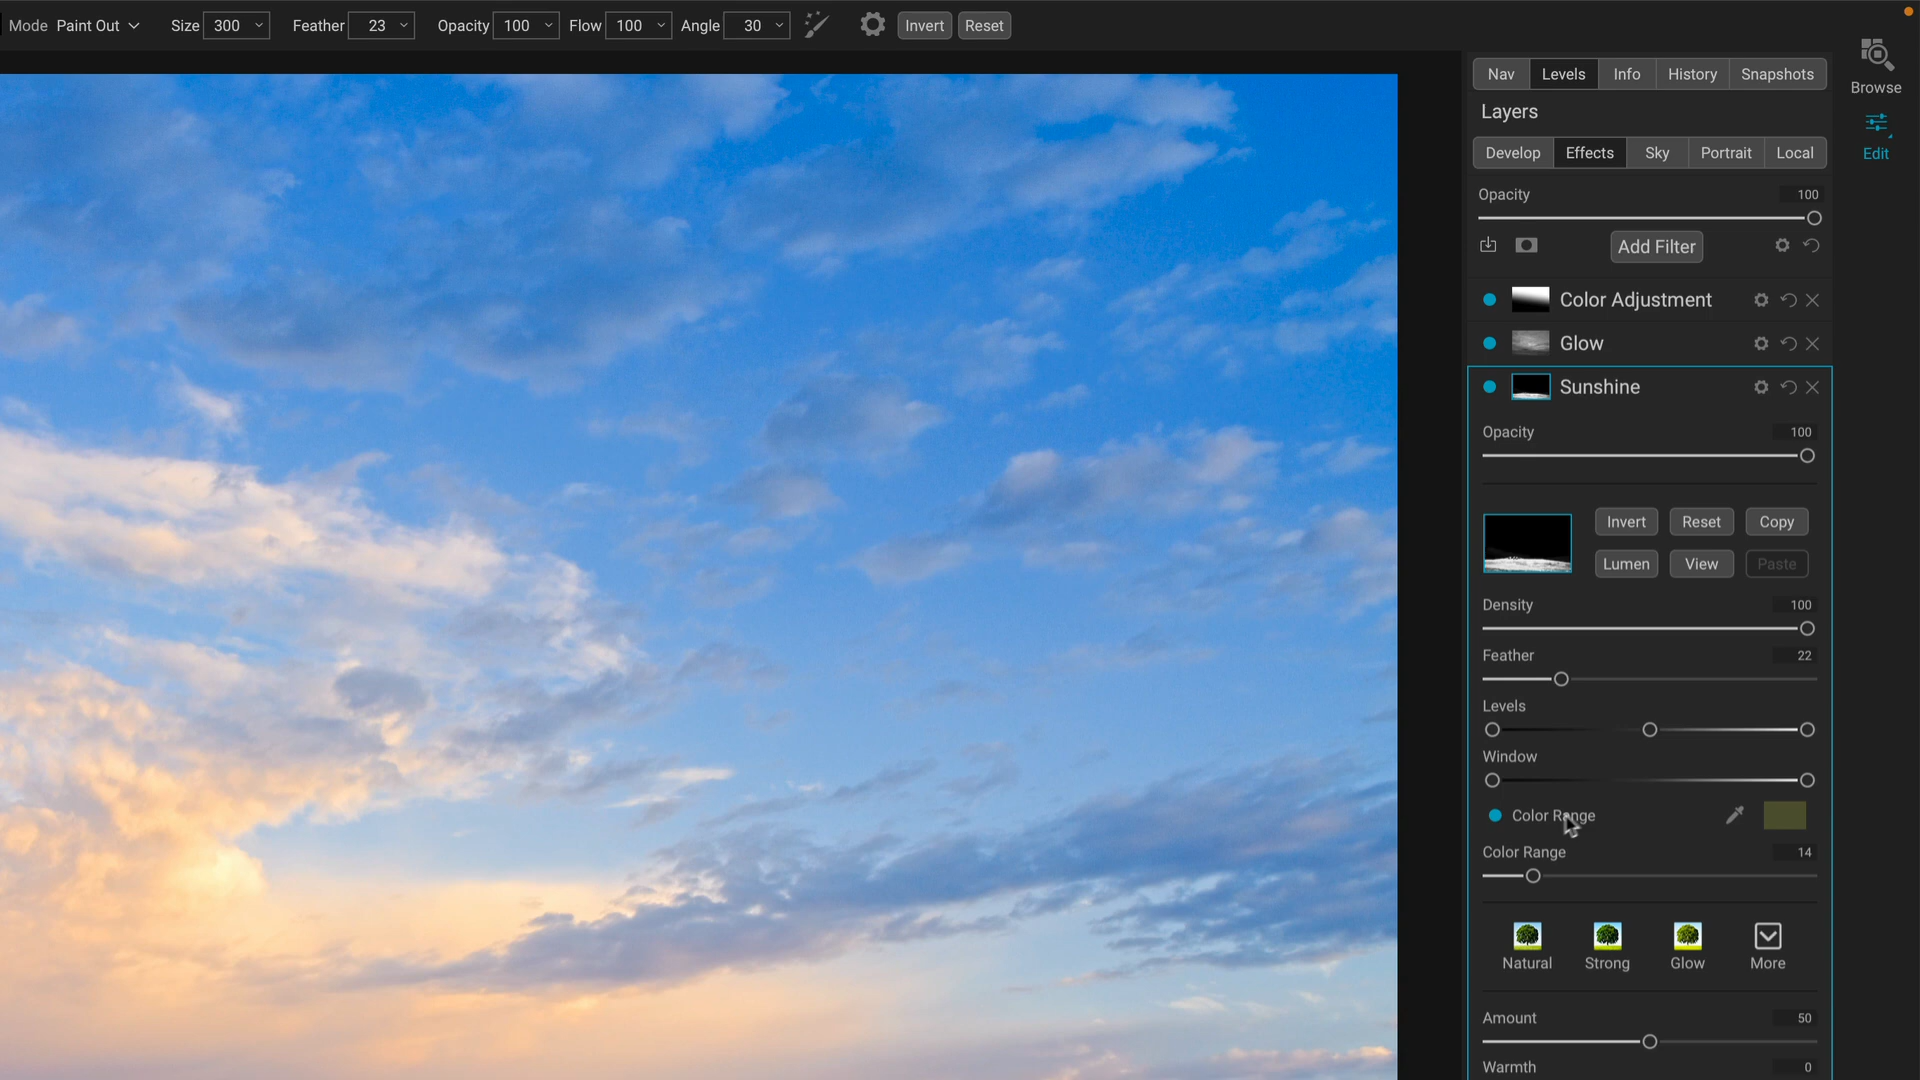 Mode Paint Out Size 300 Feather 23 Opacity 100 Flow 100 Angle 30 Invert Reset
Browse
Edit
Nav Levels Info History Snapshots
Layers
Develop Effects Sky Portrait Local
Opacity 100
Add Filter
Color Adjustment
Glow
Sunshine
Opacity 100
Invert Reset Copy
Lumen View Paste
Density 100
Feather 22
Levels
Window
Color Range
Color Range 14
Natural Strong Glow More
Amount 50
Warmth 0